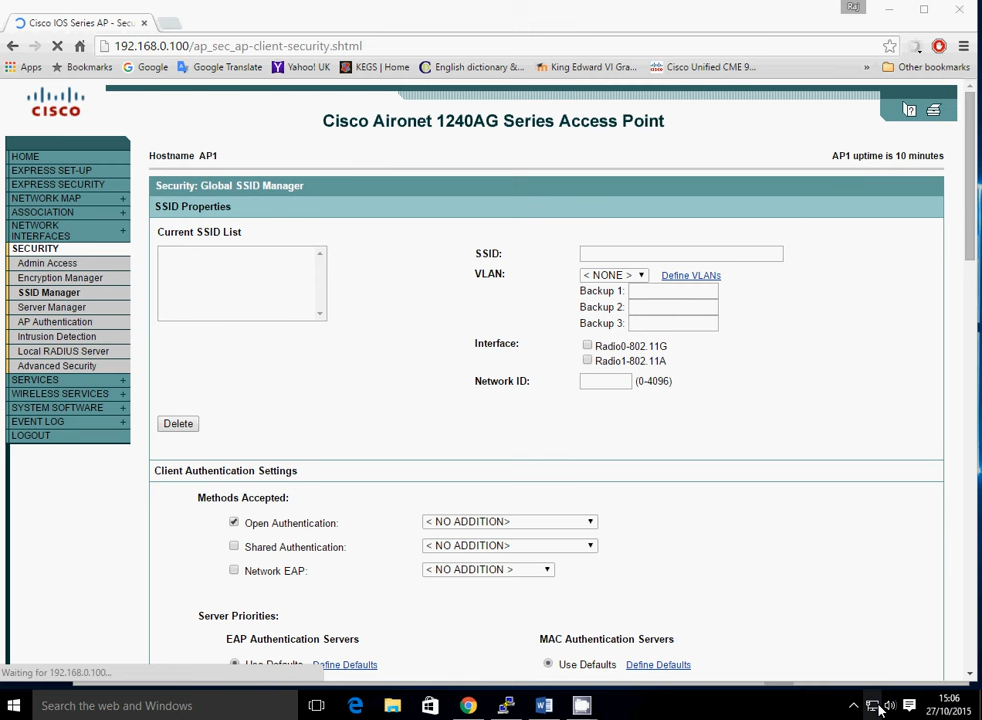 Raj
Cisco IOS Series AP - Secu
192.168.0.100/ap_sec_ap-client-security.shtml
Apps Bookmarks Google Google Translate Yahoo! UK KEGS | Home English dictionary &... King Edward VI Gra... Cisco Unified CME 9... » Other bookmarks
CISCO
Cisco Aironet 1240AG Series Access Point
Hostname AP1
AP1 uptime is 10 minutes
HOME
EXPRESS SET-UP
EXPRESS SECURITY
NETWORK MAP +
ASSOCIATION +
NETWORK
INTERFACES +
SECURITY
Admin Access
Encryption Manager
SSID Manager
Server Manager
AP Authentication
Intrusion Detection
Local RADIUS Server
Advanced Security
SERVICES +
WIRELESS SERVICES +
SYSTEM SOFTWARE +
EVENT LOG +
LOGOUT
Security: Global SSID Manager
SSID Properties
Current SSID List
Delete
SSID:
VLAN: < NONE > Define VLANs
Backup 1:
Backup 2:
Backup 3:
Interface: Radio0-802.11G
Radio1-802.11A
Network ID: (0-4096)
Client Authentication Settings
Methods Accepted:
Open Authentication: < NO ADDITION>
Shared Authentication: < NO ADDITION>
Network EAP: < NO ADDITION >
Server Priorities:
EAP Authentication Servers
Use Defaults Define Defaults
MAC Authentication Servers
Use Defaults Define Defaults
Waiting for 192.168.0.100...
Search the web and Windows
15:06
27/10/2015